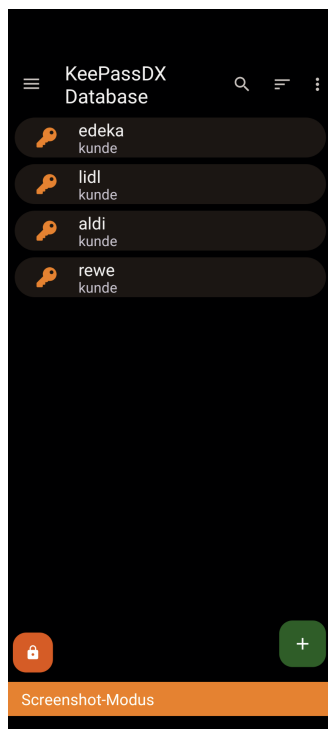 KeePassDX
Database
edeka
kunde
lidl
kunde
aldi
kunde
rewe
kunde
Screenshot-Modus